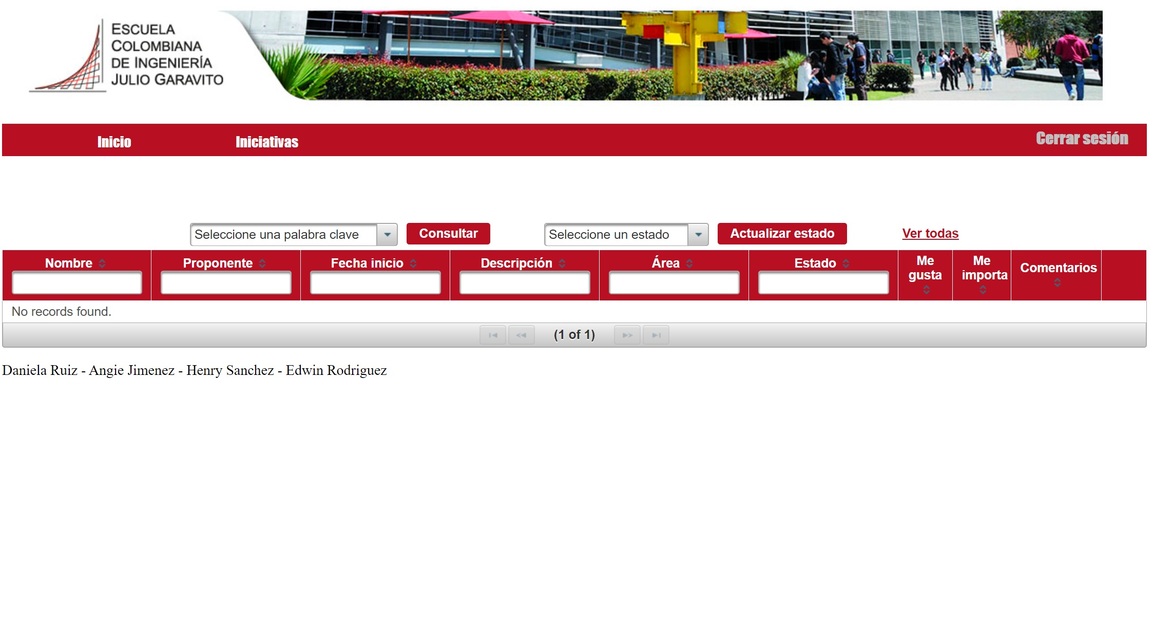 ESCUELA
COLOMBIANA
DE INGENIERÍA
JULIO GARAVITO
Inicio Iniciativas Cerrar sesión
Seleccione una palabra clave Consultar Seleccione un estado Actualizar estado Ver todas
Nombre Proponente Fecha inicio Descripción Área Estado Me gusta Me importa Comentarios
No records found.
(1 of 1)
Daniela Ruiz - Angie Jimenez - Henry Sanchez - Edwin Rodriguez